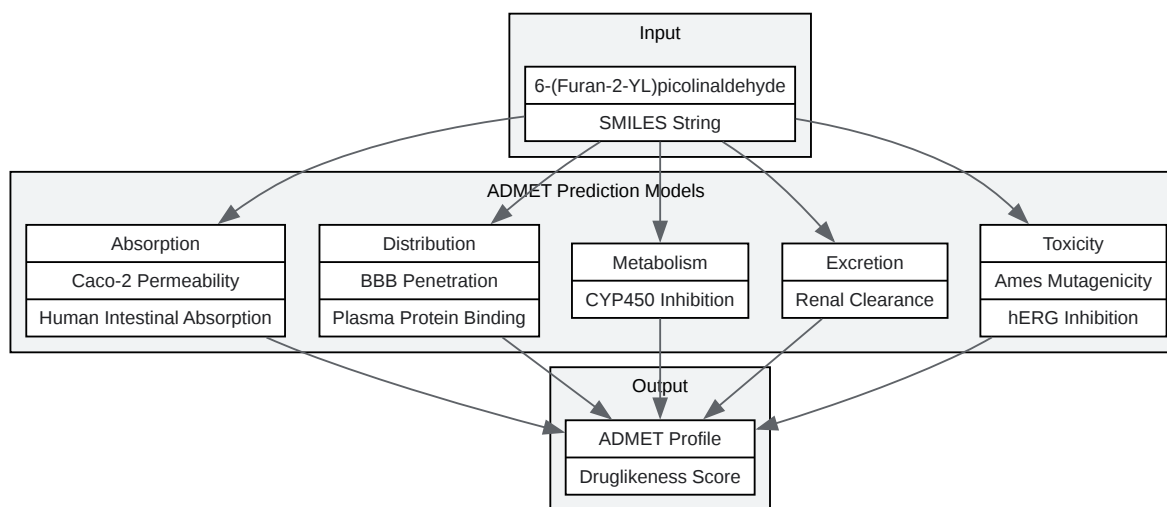 Input
6-(Furan-2-YL)picolinaldehyde
SMILES String
ADMET Prediction Models
Absorption
Caco-2 Permeability
Human Intestinal Absorption
Distribution
BBB Penetration
Plasma Protein Binding
Metabolism
CYP450 Inhibition
Excretion
Renal Clearance
Toxicity
Ames Mutagenicity
hERG Inhibition
Output
ADMET Profile
Druglikeness Score